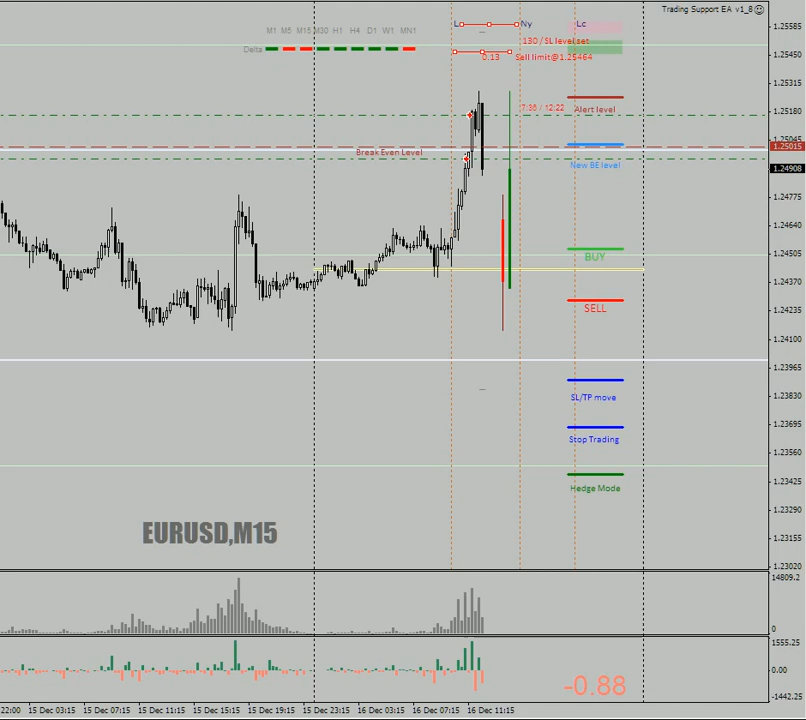 Trading Support EA v1_8☺
L Ny Lc
M1 M5 M15 M30 H1 H4 D1 W1 MN1
Delta
130 / SL level set
0.13 Sell limit@1.25464
7:38 / 12:22
Alert level
Break Even Level
New BE level
BUY
SELL
SL/TP move
Stop Trading
Hedge Mode
EURUSD,M15
-0.88
1.25585
1.25450
1.25315
1.25180
1.25045
1.25015
1.24908
1.24775
1.24640
1.24505
1.24370
1.24235
1.24100
1.23965
1.23830
1.23695
1.23560
1.23425
1.23290
1.23155
1.23020
14809.2
0
1555.25
0.00
-1442.25
22:00 15 Dec 03:15 15 Dec 07:15 15 Dec 11:15 15 Dec 15:15 15 Dec 19:15 15 Dec 23:15 16 Dec 03:15 16 Dec 07:15 16 Dec 11:15